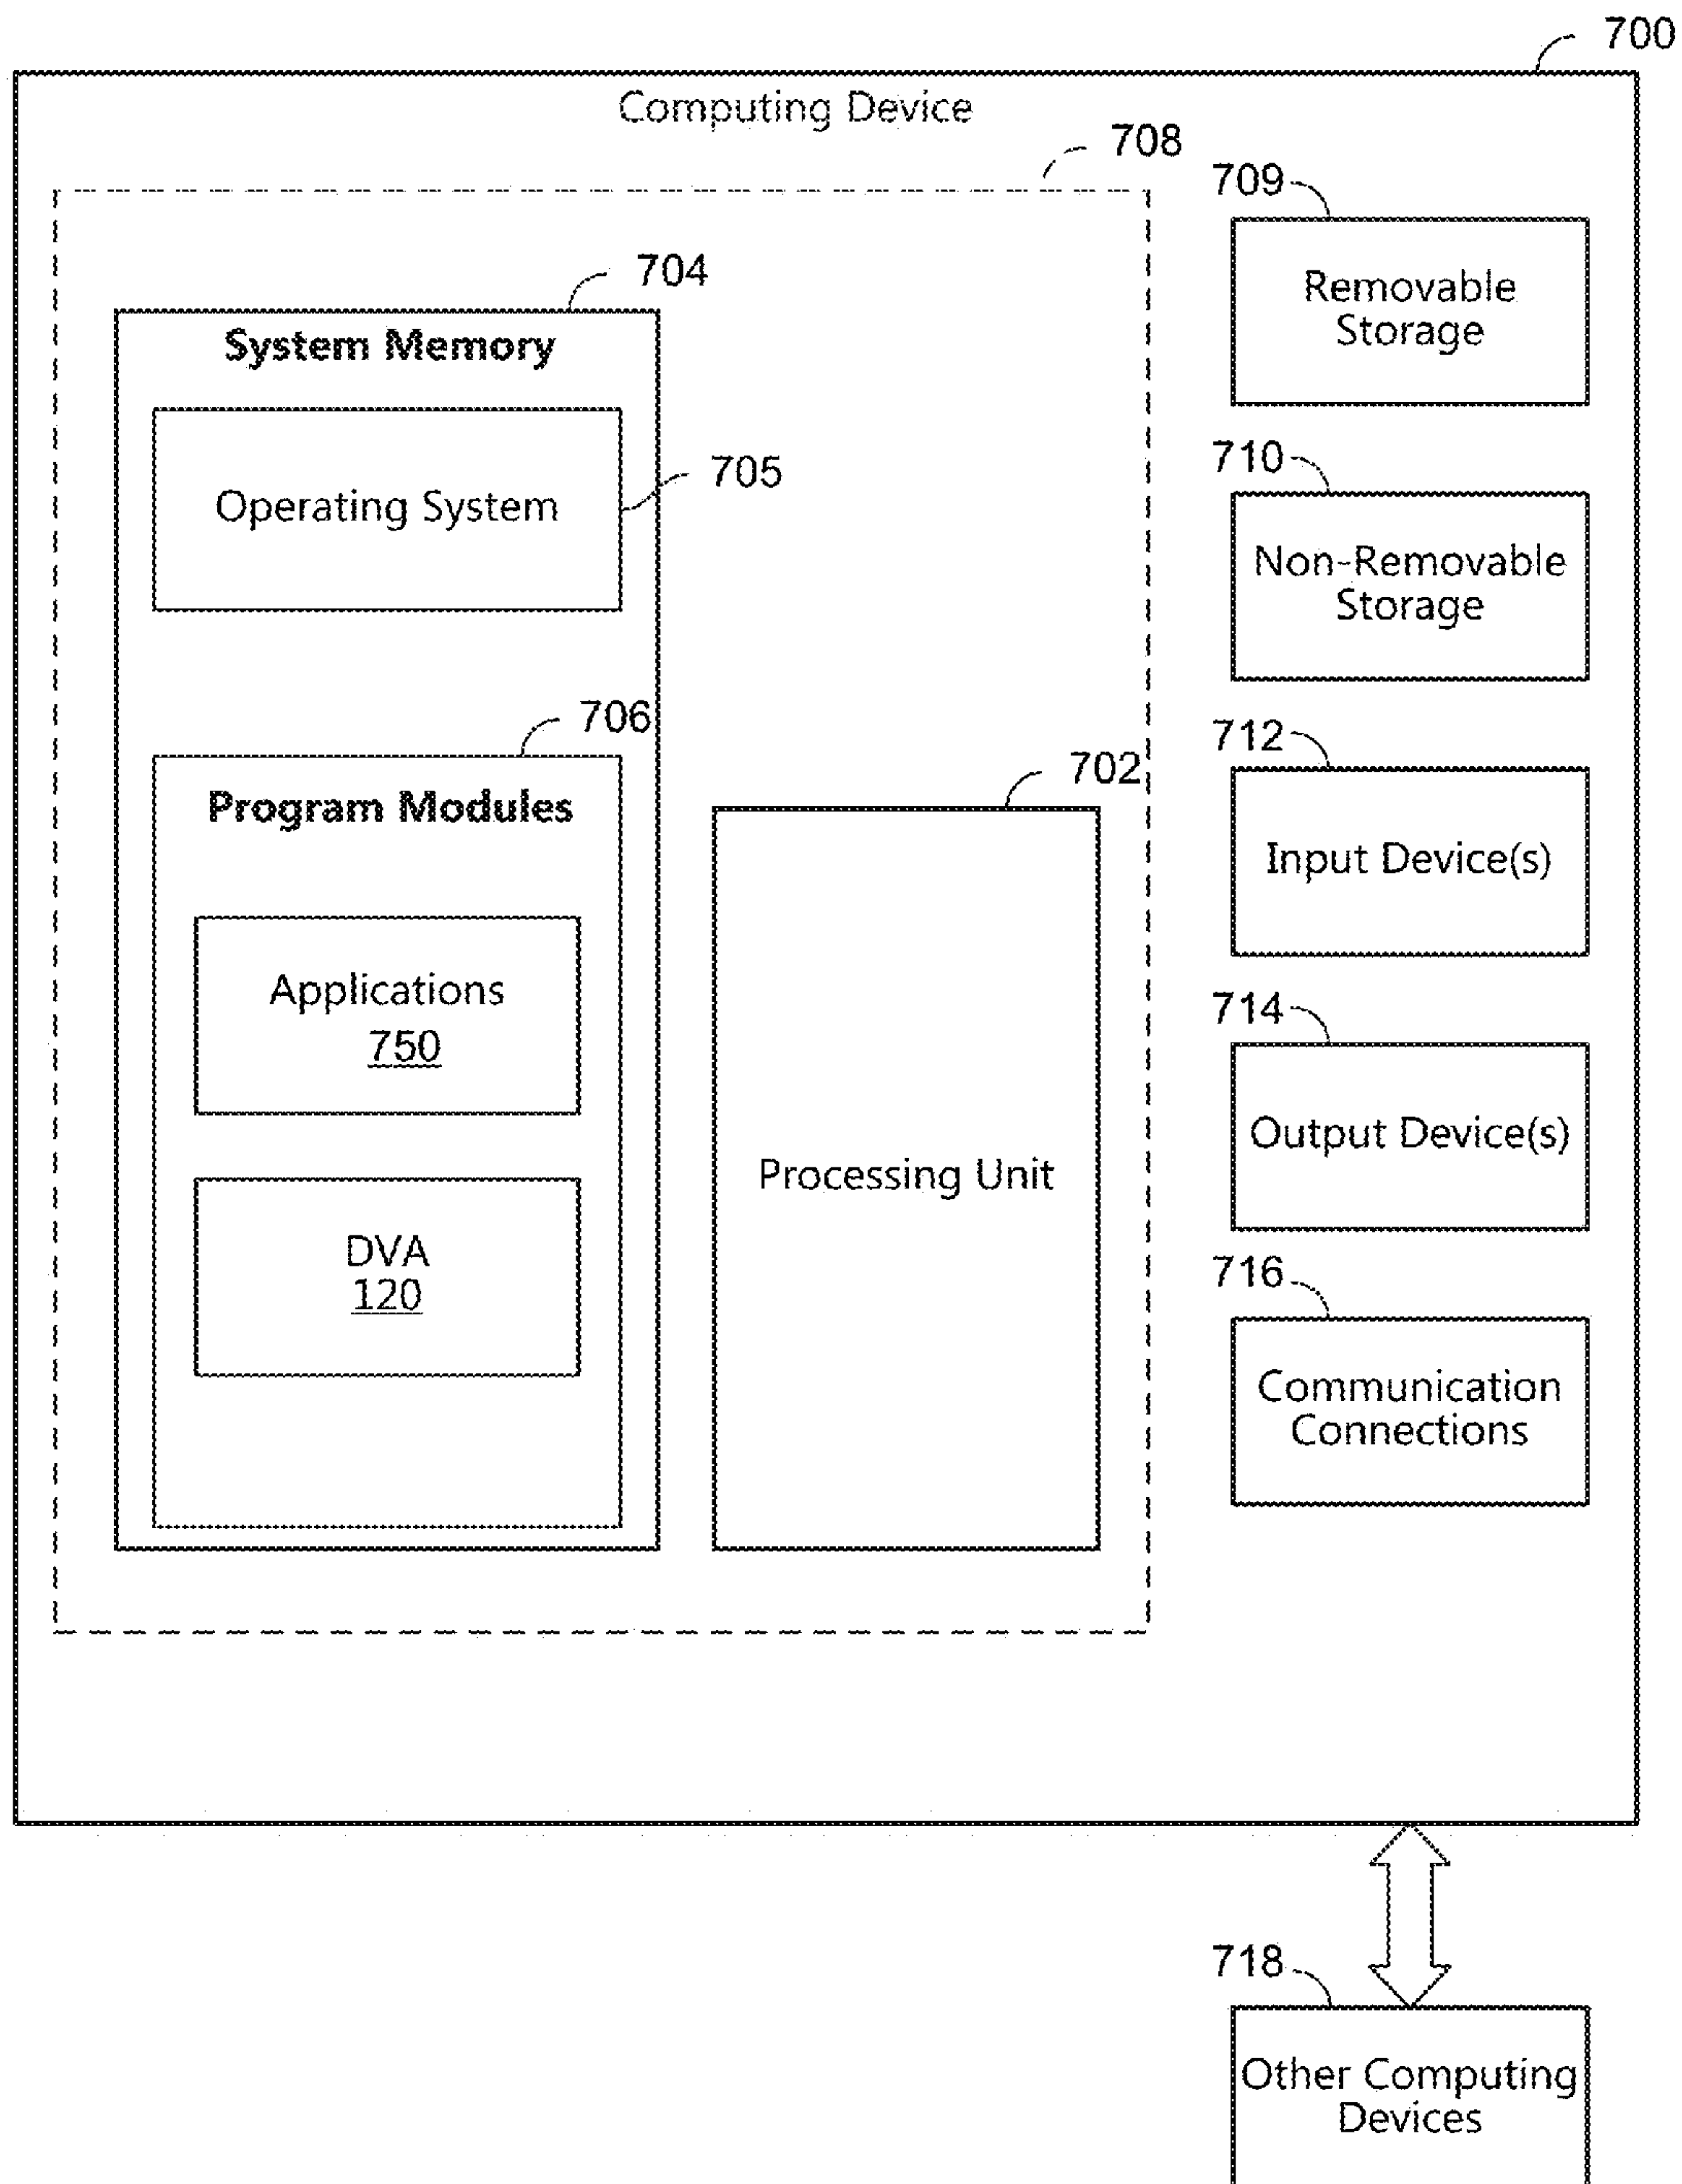 700
Computing Device
708
709
Removable
Storage
704
System Memory
Operating System
705
710
Non-Removable
Storage
706
Program Modules
702
712
Input Device(s)
Applications
750
714
Output Device(s)
Processing Unit
DVA
120
716
Communication
Connections
718
Other Computing
Devices